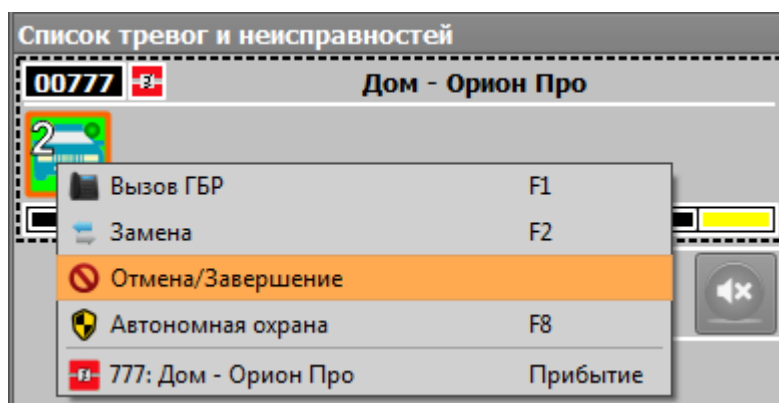 Список тревог и неисправностей
00777 Дом - Орион Про
2
Вызов ГБР F1
Замена F2
Отмена/Завершение
Автономная охрана F8
777: Дом - Орион Про Прибытие